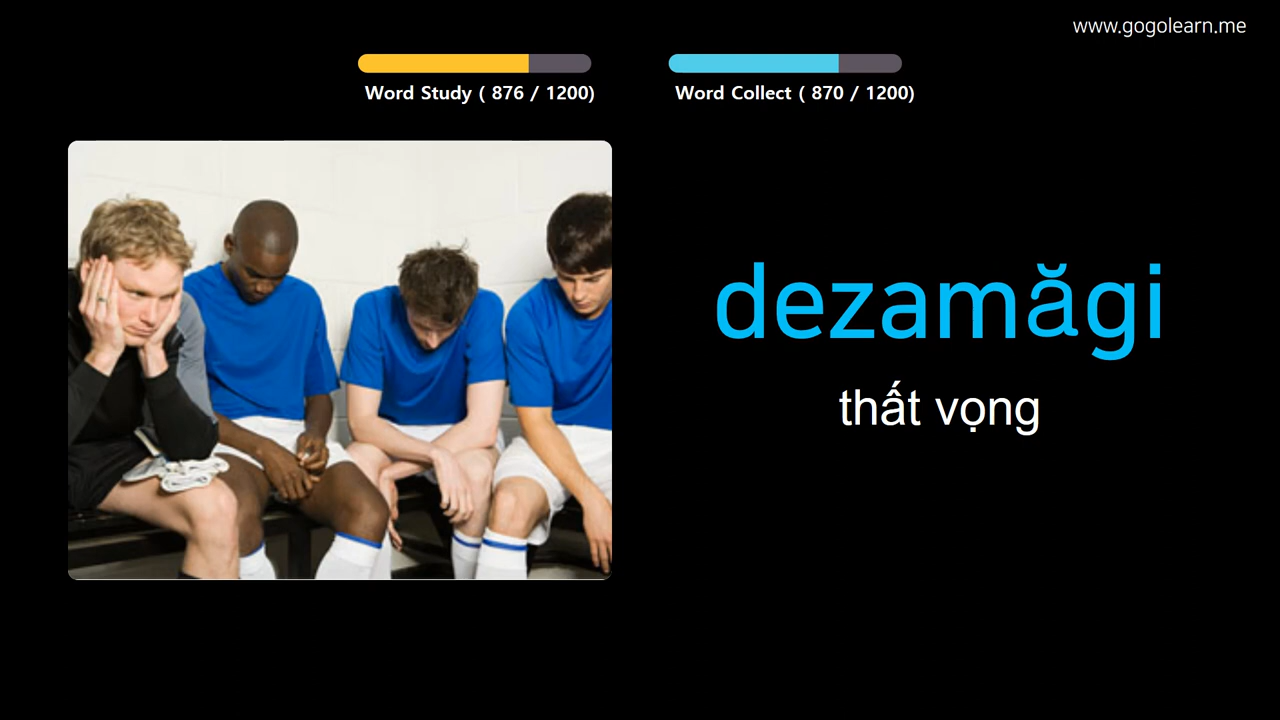 www.gogolearn.me
Word Study ( 876 / 1200)
Word Collect ( 870 / 1200)
dezamăgi
thất vọng